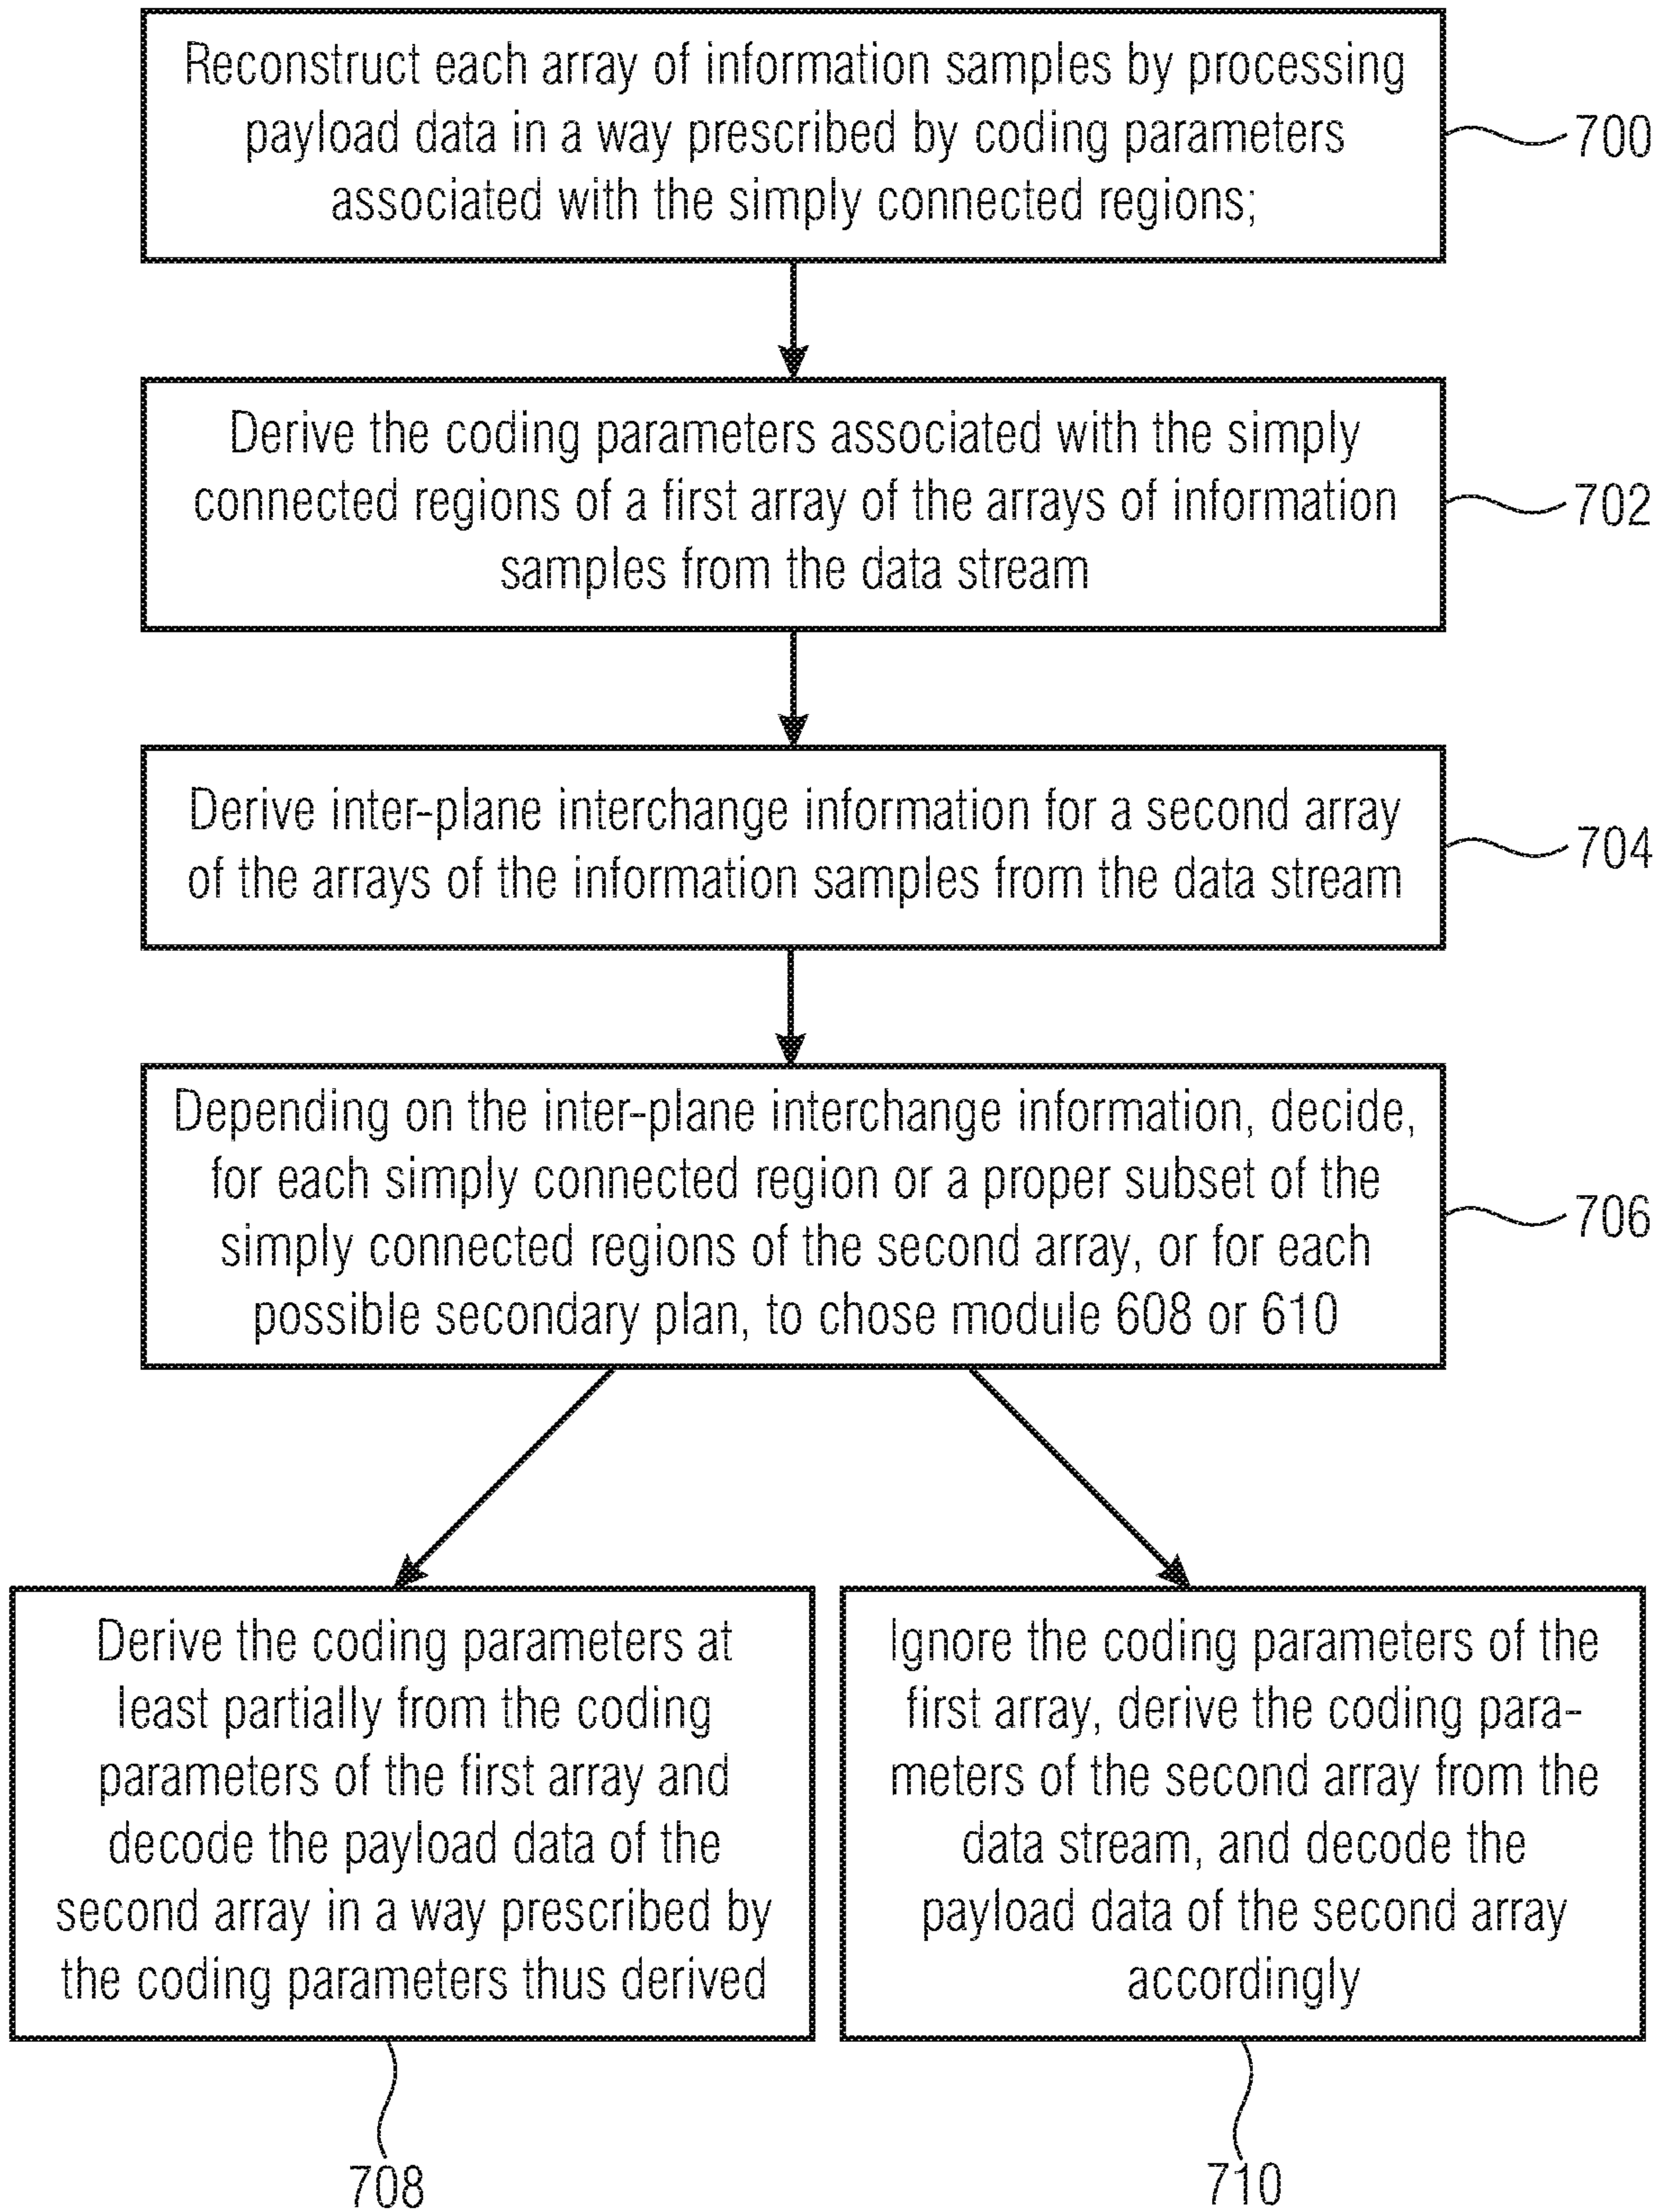 Reconstruct each array of information samples by processing
payload data in a way prescribed by coding parameters
associated with the simply connected regions;
700
Derive the coding parameters associated with the simply
connected regions of a first array of the arrays of information
samples from the data stream
702
Derive inter-plane interchange information for a second array
of the arrays of the information samples from the data stream
704
Depending on the inter-plane interchange information, decide,
for each simply connected region or a proper subset of the
simply connected regions of the second array, or for each
possible secondary plan, to chose module 608 or 610
706
Derive the coding parameters at
least partially from the coding
parameters of the first array and
decode the payload data of the
second array in a way prescribed by
the coding parameters thus derived
708
Ignore the coding parameters of the
first array, derive the coding para-
meters of the second array from the
data stream, and decode the
payload data of the second array
accordingly
710